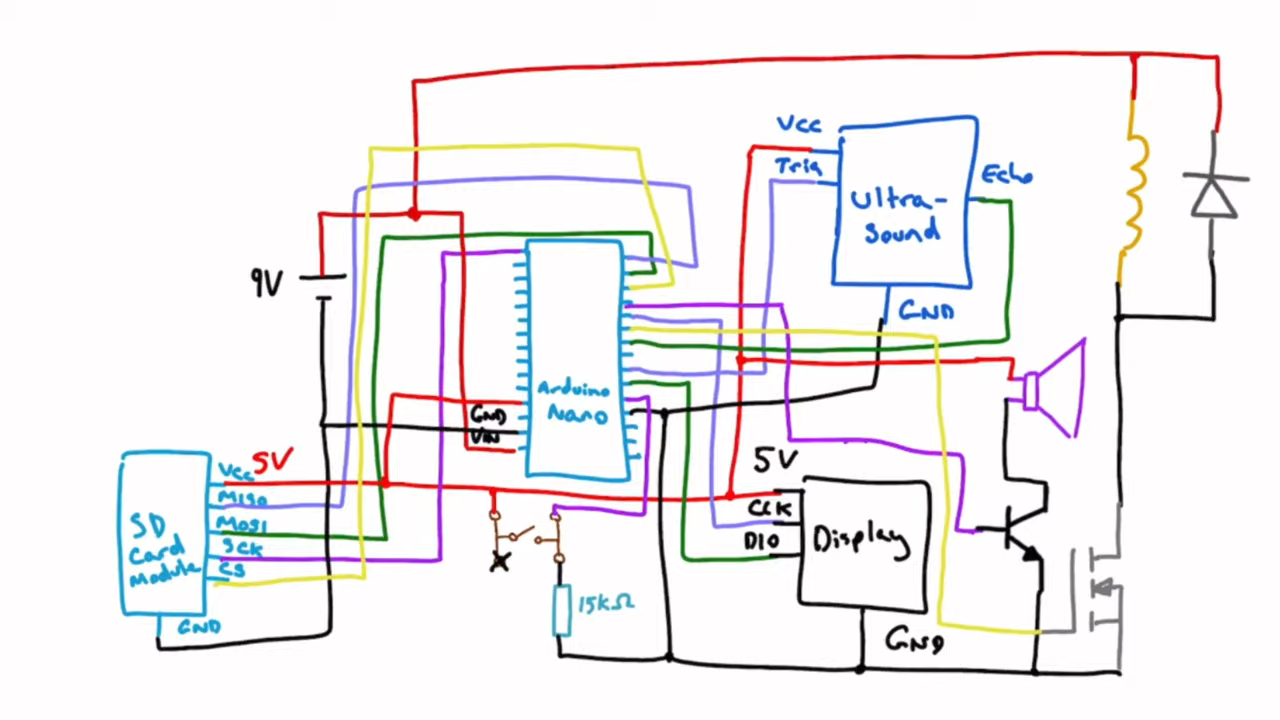 9V
Vcc
Trig
Echo
Ultra-
Sound
GND
Arduino
Nano
GND
VIN
5V
Vcc
MISO
MOSI
SCK
CS
SD
Card
Module
GND
15kΩ
5V
CLK
DIO
Display
GND